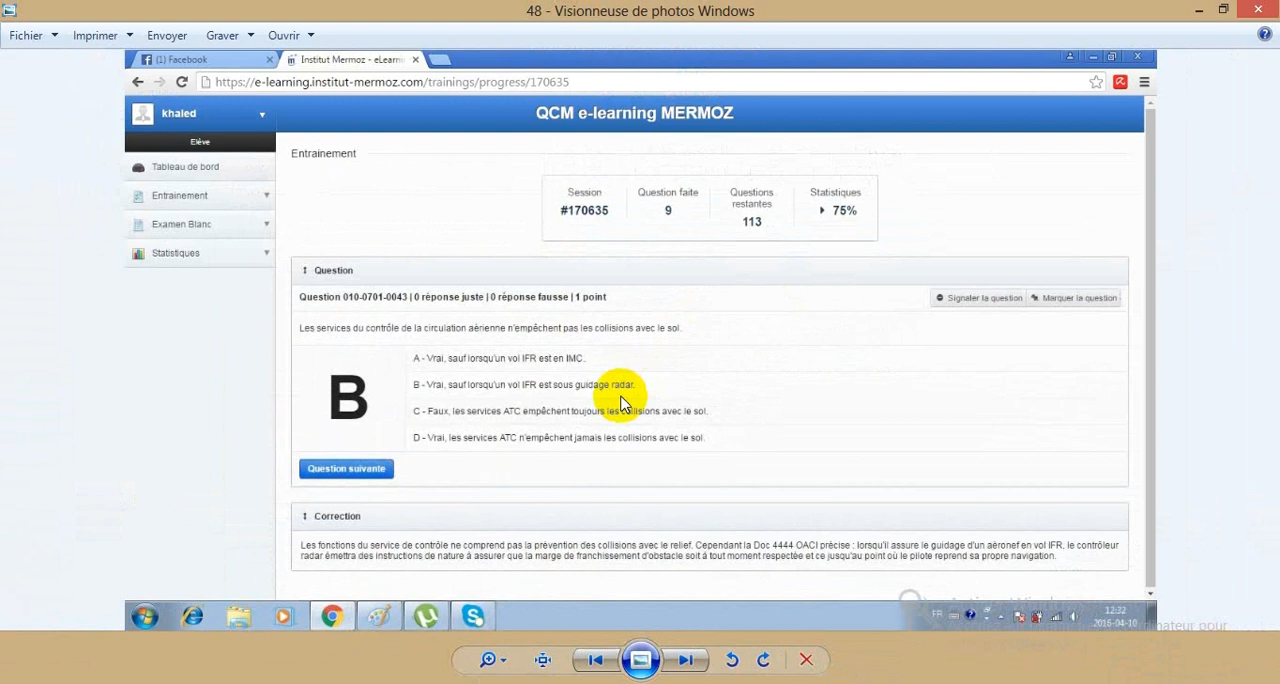 48 - Visionneuse de photos Windows
Fichier Imprimer Envoyer Graver Ouvrir
(1) Facebook Institut Mermoz - eLearni
https://e-learning.institut-mermoz.com/trainings/progress/170635
khaled
QCM e-learning MERMOZ
Elève
Tableau de bord
Entrainement
Examen Blanc
Statistiques
Entrainement
Session
#170635
Question faite
9
Questions restantes
113
Statistiques
75%
Question
Question 010-0701-0043 | 0 réponse juste | 0 réponse fausse | 1 point
Signaler la question Marquer la question
Les services du contrôle de la circulation aérienne n'empêchent pas les collisions avec le sol.
B
A - Vrai, sauf lorsqu'un vol IFR est en IMC.
B - Vrai, sauf lorsqu'un vol IFR est sous guidage radar.
C - Faux, les services ATC empêchent toujours les collisions avec le sol.
D - Vrai, les services ATC n'empêchent jamais les collisions avec le sol.
Question suivante
Correction
Les fonctions du service de contrôle ne comprend pas la prévention des collisions avec le relief. Cependant la Doc 4444 OACI précise : lorsqu'il assure le guidage d'un aéronef en vol IFR, le contrôleur
radar émettra des instructions de nature à assurer que la marge de franchissement d'obstacle soit à tout moment respectée et ce jusqu'au point où le pilote reprend sa propre navigation.
FR
12:32
2016-04-10